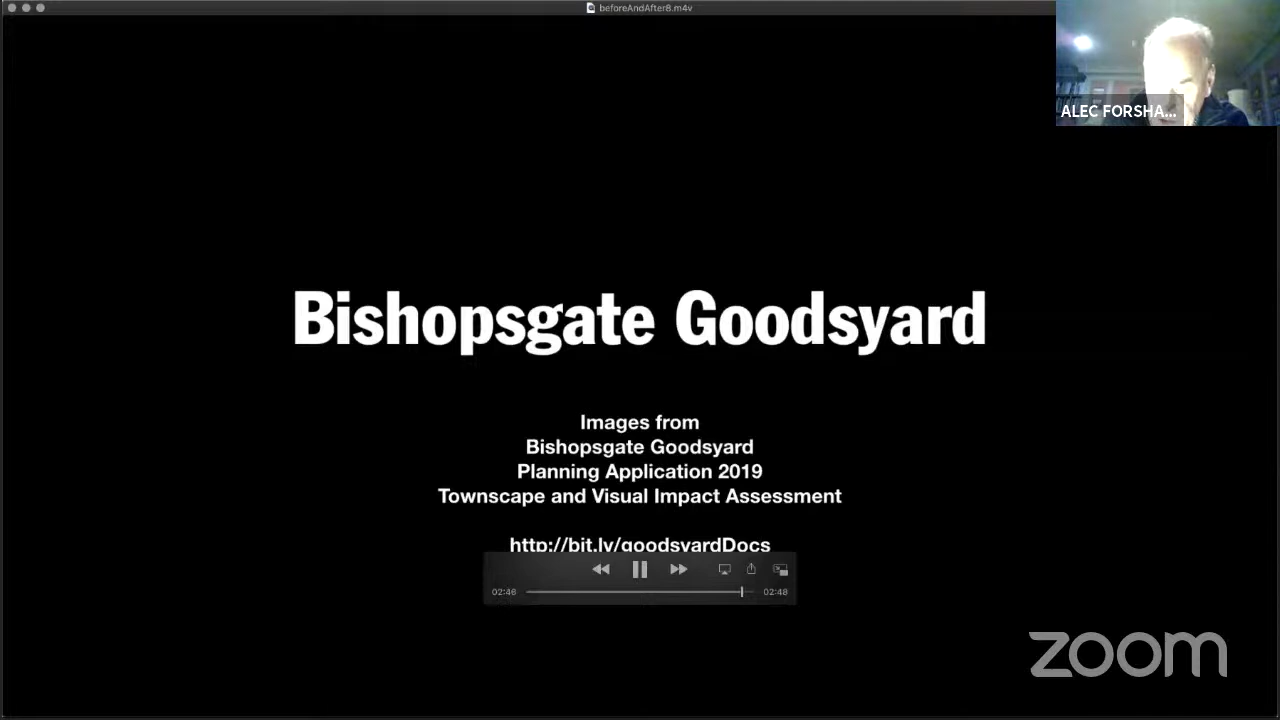 beforeAndAfter8.m4v
ALEC FORSHA...
Bishopsgate Goodsyard
Images from
Bishopsgate Goodsyard
Planning Application 2019
Townscape and Visual Impact Assessment
http://bit.ly/goodsyardDocs
02:46
02:48
zoom